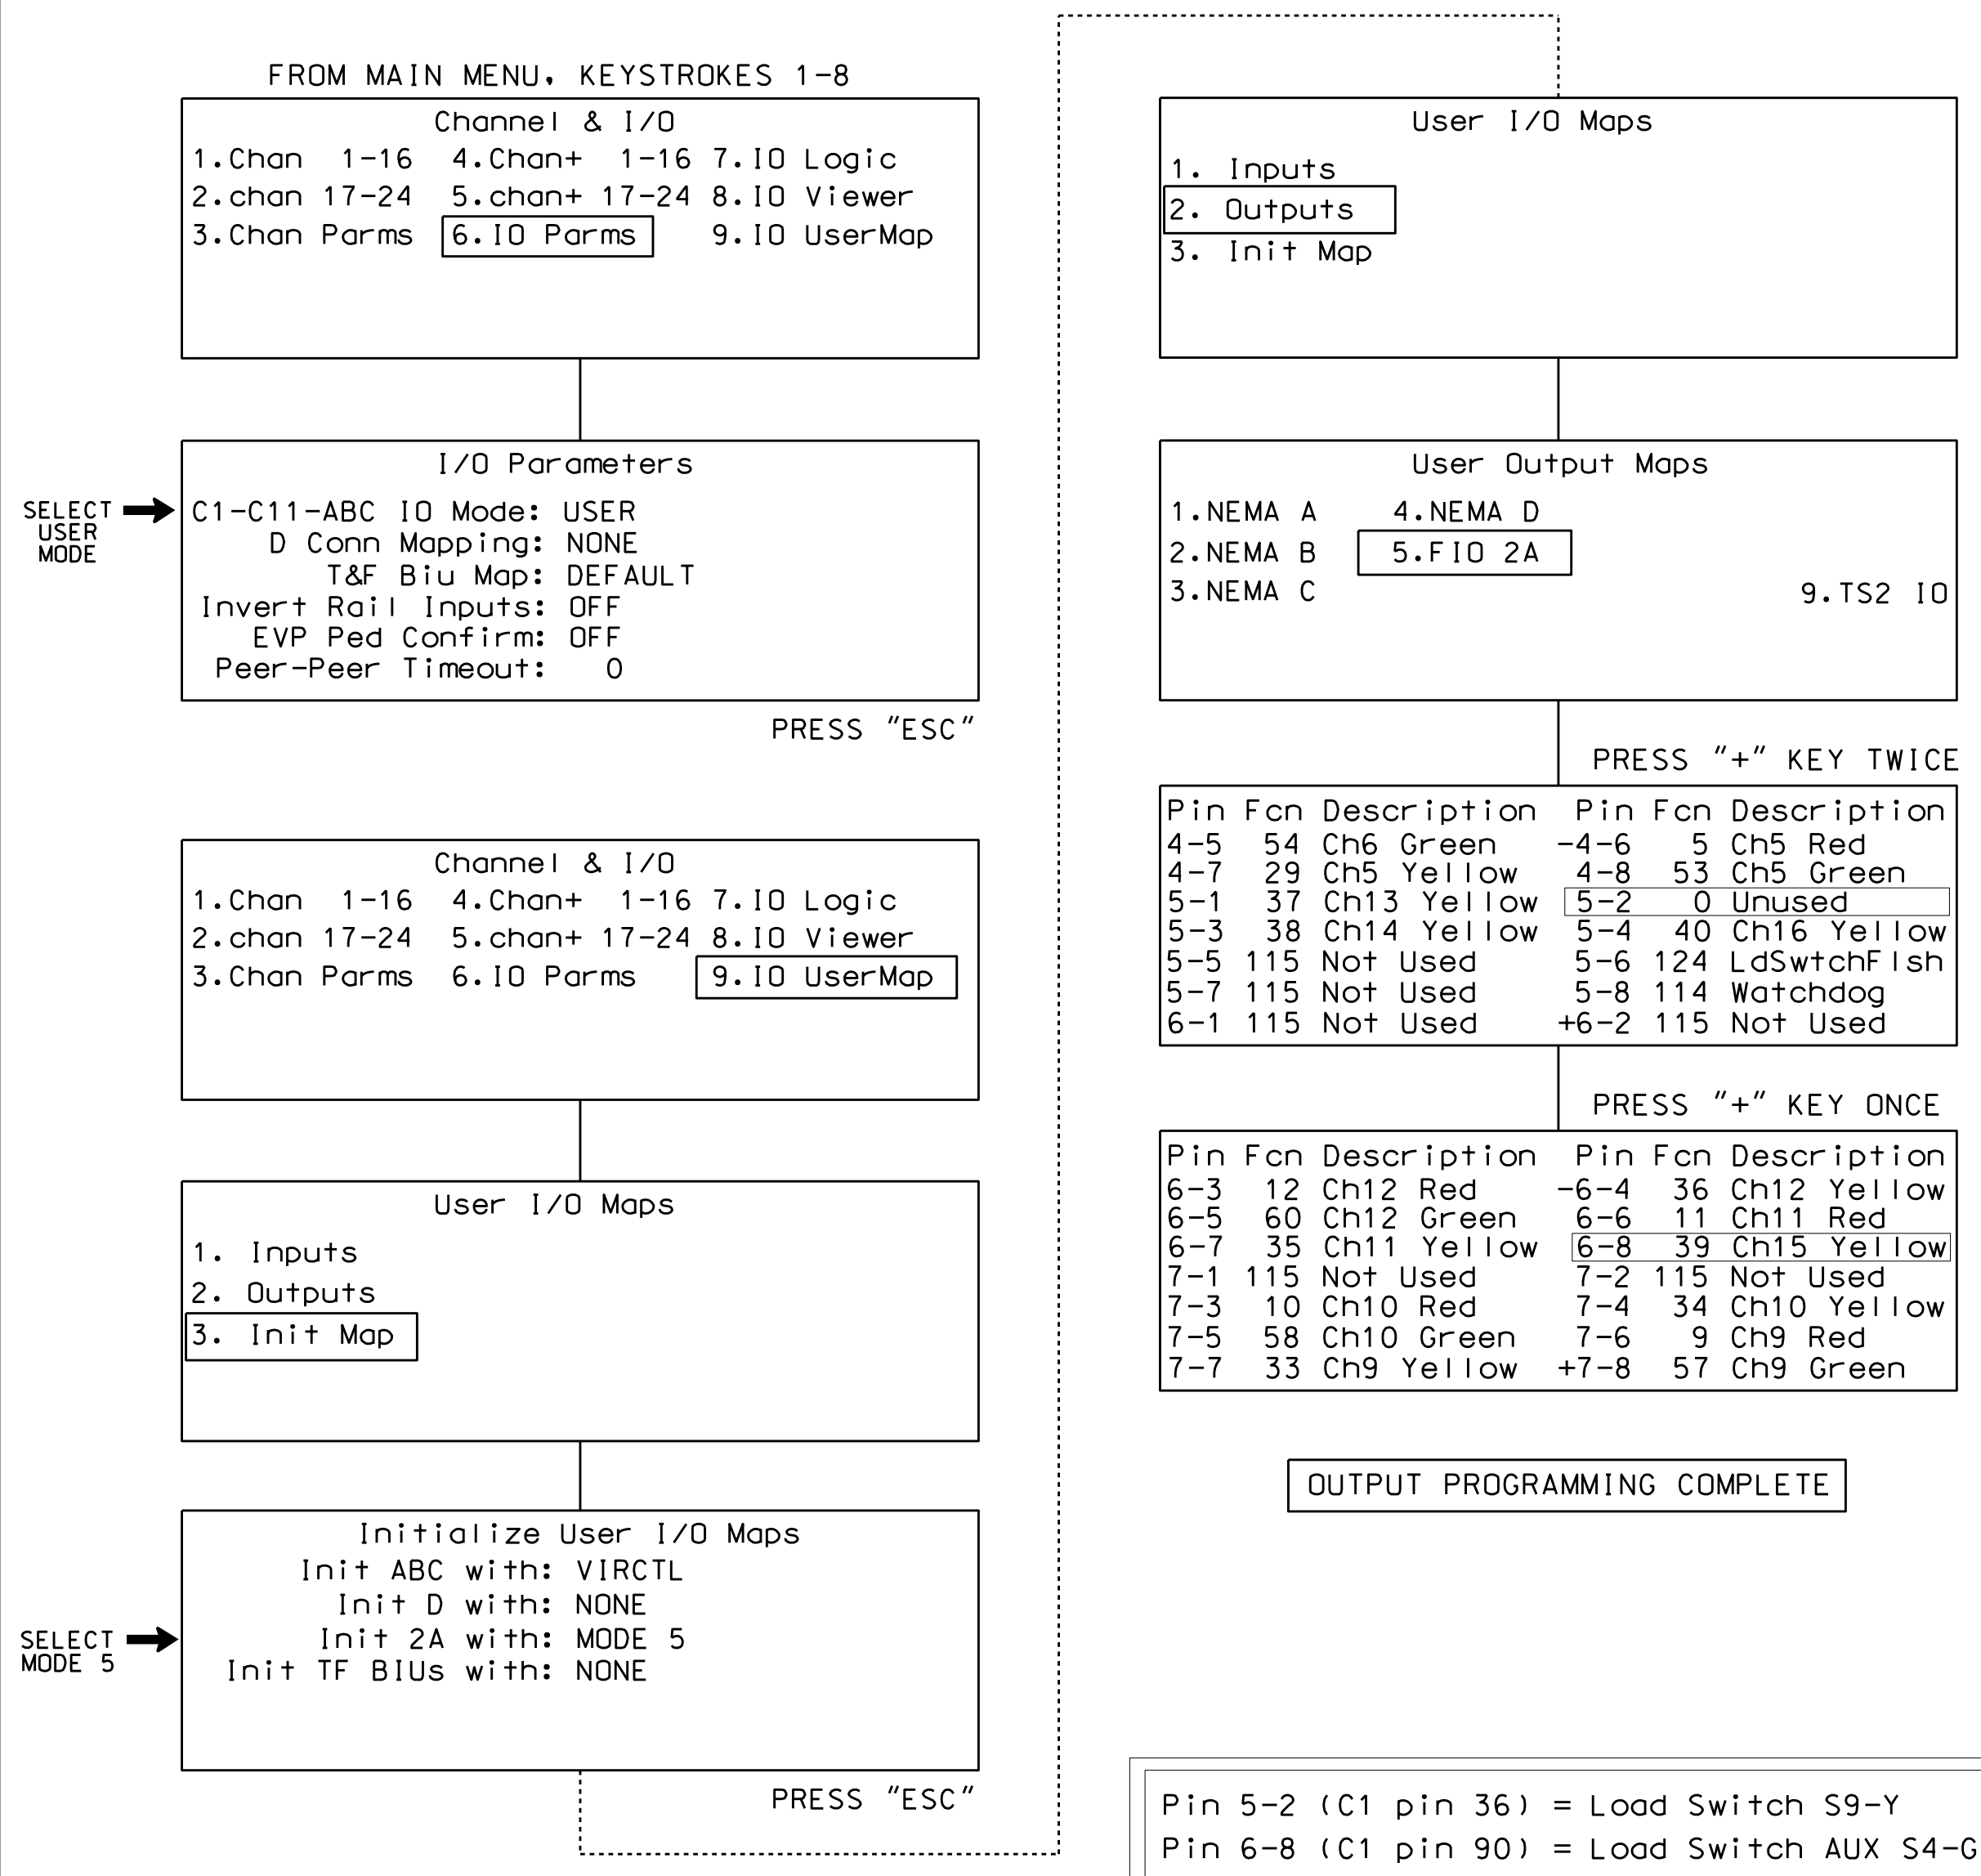 FROM MAIN MENU, KEYSTROKES 1-8
Channel & I/O
1.Chan 1-16 4.Chan+ 1-16 7.IO Logic
2.chan 17-24 5.chan+ 17-24 8.IO Viewer
3.Chan Parms 6.IO Parms 9.IO UserMap
SELECT
USER
MODE
I/O Parameters
C1-C11-ABC IO Mode: USER
D Conn Mapping: NONE
T&F Biu Map: DEFAULT
Invert Rail Inputs: OFF
EVP Ped Confirm: OFF
Peer-Peer Timeout: 0
PRESS "ESC"
Channel & I/O
1.Chan 1-16 4.Chan+ 1-16 7.IO Logic
2.chan 17-24 5.chan+ 17-24 8.IO Viewer
3.Chan Parms 6.IO Parms 9.IO UserMap
User I/O Maps
1. Inputs
2. Outputs
3. Init Map
SELECT
MODE 5
Initialize User I/O Maps
Init ABC with: VIRCTL
Init D with: NONE
Init 2A with: MODE 5
Init TF BIUs with: NONE
PRESS "ESC"
User I/O Maps
1. Inputs
2. Outputs
3. Init Map
User Output Maps
1.NEMA A 4.NEMA D
2.NEMA B 5.FIO 2A
3.NEMA C 9.TS2 IO
PRESS "+" KEY TWICE
Pin Fcn Description Pin Fcn Description
4-5 54 Ch6 Green -4-6 5 Ch5 Red
4-7 29 Ch5 Yellow 4-8 53 Ch5 Green
5-1 37 Ch13 Yellow 5-2 0 Unused
5-3 38 Ch14 Yellow 5-4 40 Ch16 Yellow
5-5 115 Not Used 5-6 124 LdSwtchFlsh
5-7 115 Not Used 5-8 114 Watchdog
6-1 115 Not Used +6-2 115 Not Used
PRESS "+" KEY ONCE
Pin Fcn Description Pin Fcn Description
6-3 12 Ch12 Red -6-4 36 Ch12 Yellow
6-5 60 Ch12 Green 6-6 11 Ch11 Red
6-7 35 Ch11 Yellow 6-8 39 Ch15 Yellow
7-1 115 Not Used 7-2 115 Not Used
7-3 10 Ch10 Red 7-4 34 Ch10 Yellow
7-5 58 Ch10 Green 7-6 9 Ch9 Red
7-7 33 Ch9 Yellow +7-8 57 Ch9 Green
OUTPUT PROGRAMMING COMPLETE
Pin 5-2 (C1 pin 36) = Load Switch S9-Y
Pin 6-8 (C1 pin 90) = Load Switch AUX S4-G